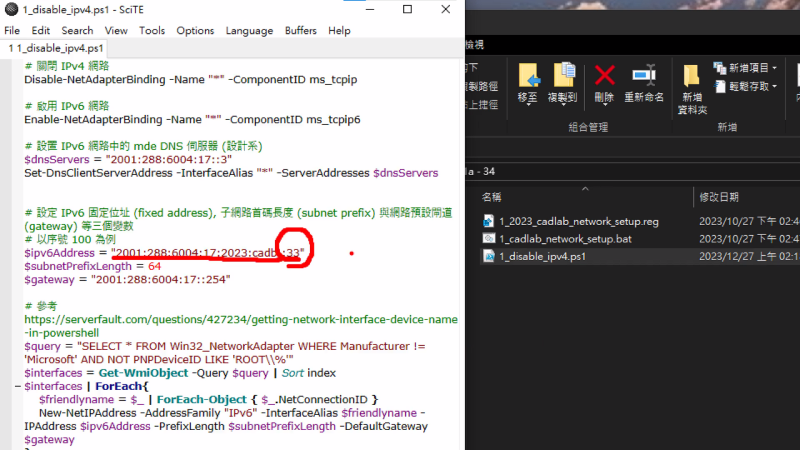 1_disable_ipv4.ps1 - SciTE
File Edit Search View Tools Options Language Buffers Help
1 1_disable_ipv4.ps1
# 關閉 IPv4 網路
Disable-NetAdapterBinding -Name "*" -ComponentID ms_tcpip
# 啟用 IPv6 網路
Enable-NetAdapterBinding -Name "*" -ComponentID ms_tcpip6
# 設置 IPv6 網路中的 mde DNS 伺服器 (設計系)
$dnsServers = "2001:288:6004:17::3"
Set-DnsClientServerAddress -InterfaceAlias "*" -ServerAddresses $dnsServers
# 設定 IPv6 固定位址 (fixed address), 子網路首碼長度 (subnet prefix) 與網路預設閘道
(gateway) 等三個變數
# 以序號 100 為例
$ipv6Address = "2001:288:6004:17:2023:cadb::33"
$subnetPrefixLength = 64
$gateway = "2001:288:6004:17::254"
# 參考
https://serverfault.com/questions/427234/getting-network-interface-device-name
-in-powershell
$query = "SELECT * FROM Win32_NetworkAdapter WHERE Manufacturer !=
'Microsoft' AND NOT PNPDeviceID LIKE 'ROOT\\%'"
$interfaces = Get-WmiObject -Query $query | Sort index
$interfaces | ForEach{
$friendlyname = $_ | ForEach-Object { $_.NetConnectionID }
New-NetIPAddress -AddressFamily "IPv6" -InterfaceAlias $friendlyname -
IPAddress $ipv6Address -PrefixLength $subnetPrefixLength -DefaultGateway
$gateway
檢視
下
製路徑
上捷徑
移至
複製到
刪除
重新命名
新增
資料夾
新增項目
輕鬆存取
組合管理
新增
- 34
名稱 修改日期
1_2023_cadlab_network_setup.reg 2023/10/27 下午 02:4
1_cadlab_network_setup.bat 2023/10/27 下午 02:4
1_disable_ipv4.ps1 2023/12/27 上午 02:1